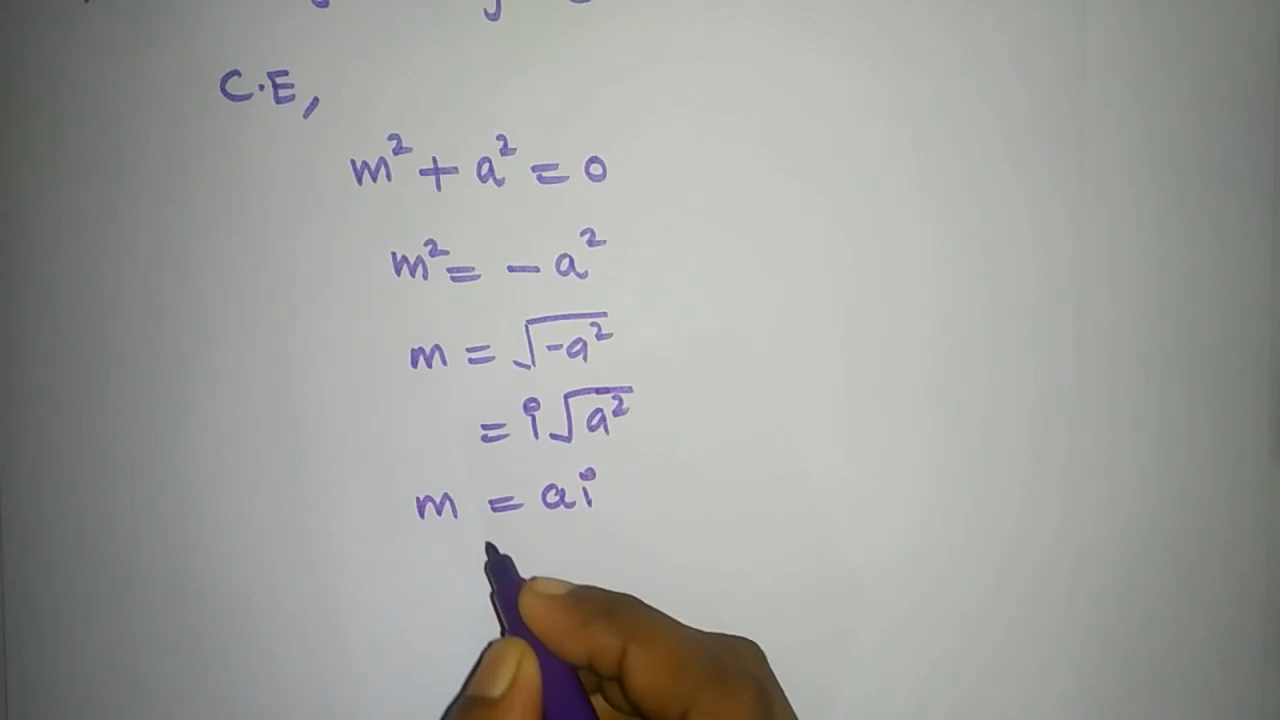 C.E,
m² + a² = 0
m² = - a²
m = √-a²
= i√a²
m = ai